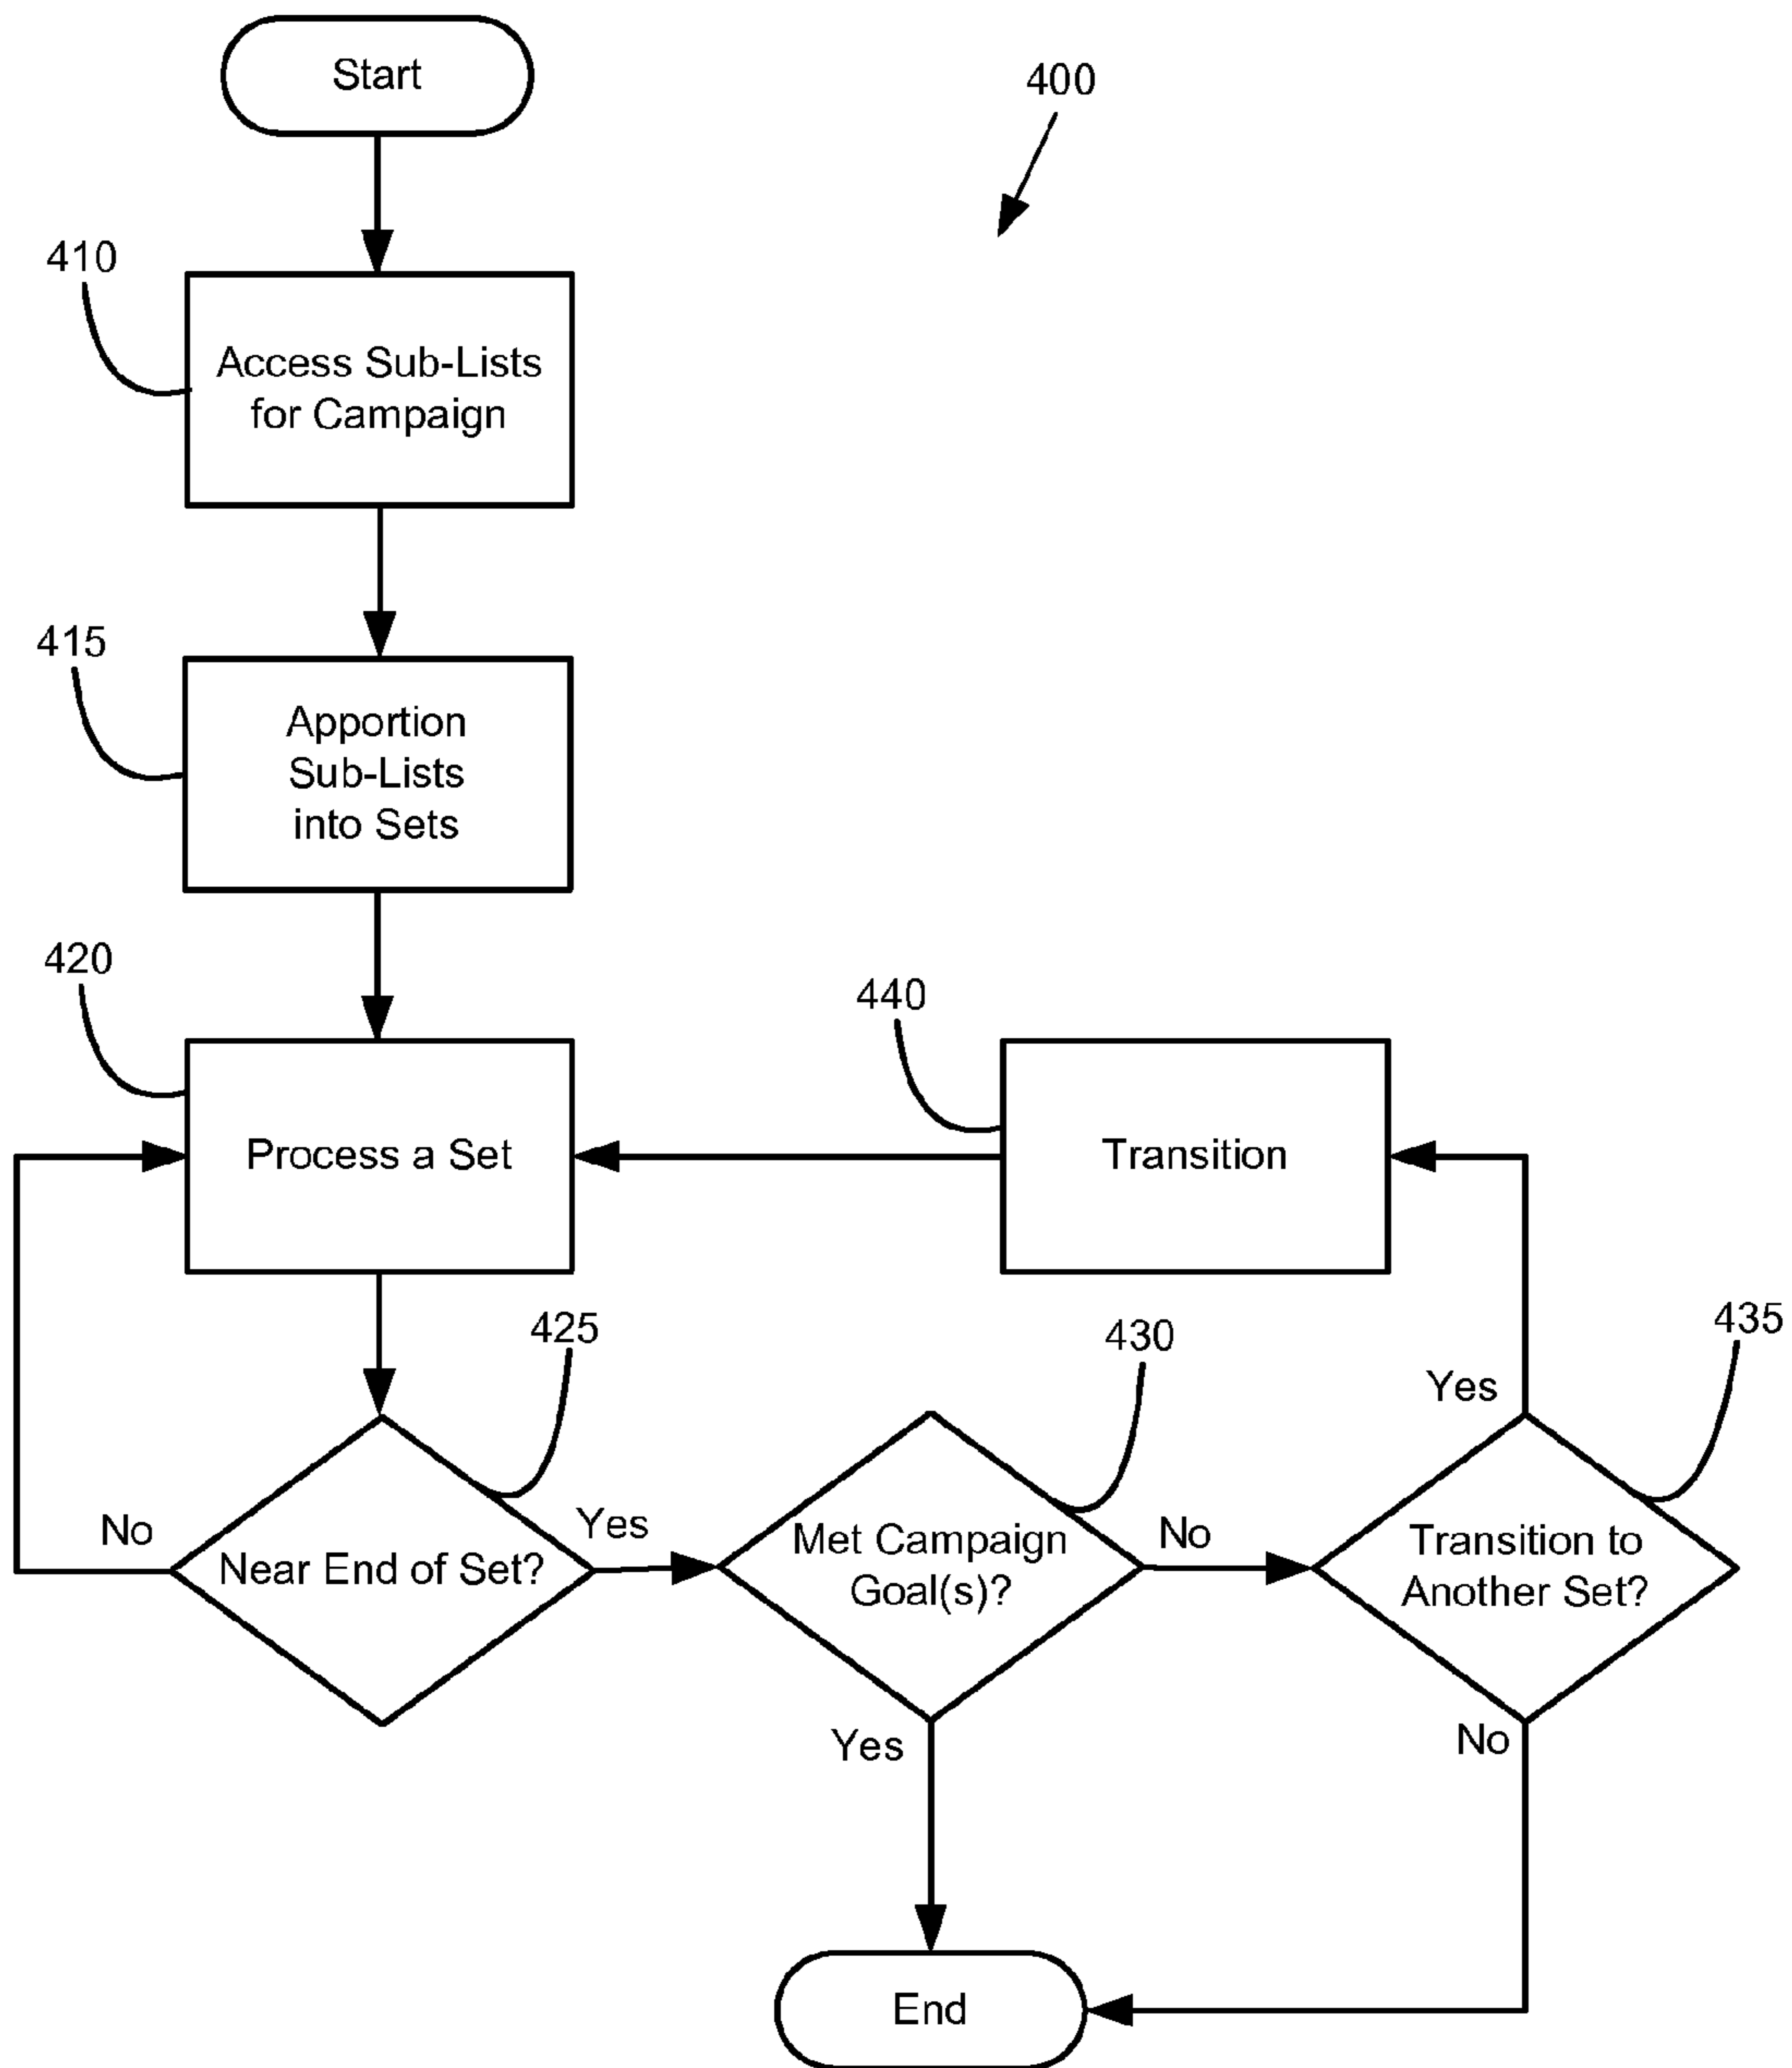 Start
400
410
Access Sub-Lists
for Campaign
415
Apportion
Sub-Lists
into Sets
420
440
Process a Set
Transition
425
430
435
Yes
No
Near End of Set?
Yes
Met Campaign
Goal(s)?
No
Transition to
Another Set?
Yes
No
End